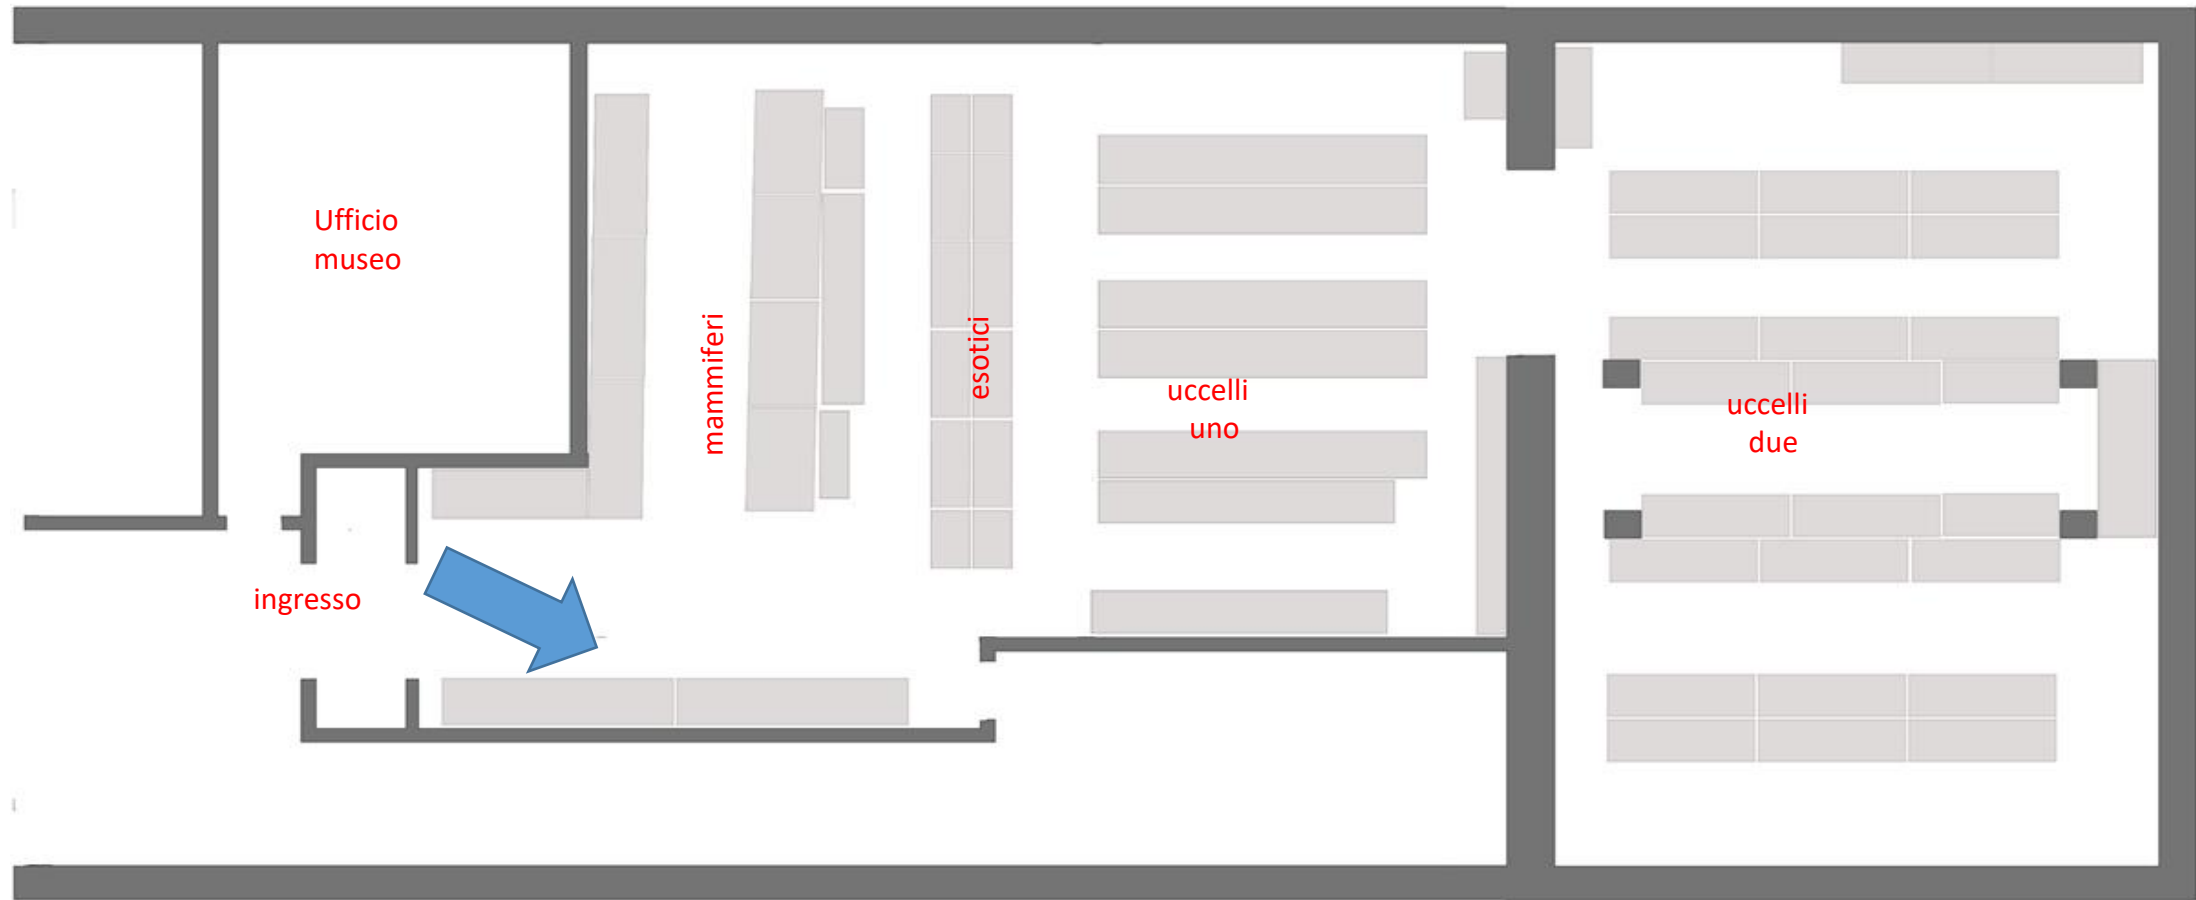 Ufficio
museo
ingresso
mammiferi
esotici
uccelli
uno
uccelli
due